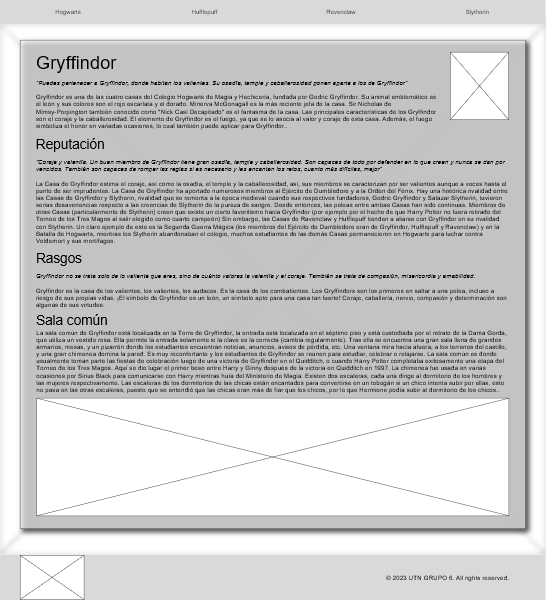 Hogwarts
Hufflepuff
Ravenclaw
Slytherin
Gryffindor
"Puedes pertenecer a Gryffindor, donde habitan los valientes. Su osadía, temple y caballerosidad ponen aparte a los de Gryffindor"
Gryffindor es una de las cuatro casas del Colegio Hogwarts de Magia y Hechicería, fundada por Godric Gryffindor. Su animal emblemático es
el león y sus colores son el rojo escarlata y el dorado. Minerva McGonagall es la más reciente jefa de la casa. Sir Nicholas de
Mimsy-Porpington también conocido como "Nick Casi Decapitado" es el fantasma de la casa. Las principales características de los Gryffindor
son el coraje y la caballerosidad. El elemento de Gryffindor es el fuego, ya que se lo asocia al valor y coraje de esta casa. Además, el fuego
simboliza el honor en variadas ocasiones, lo cual también puede aplicar para Gryffindor..
Reputación
"Coraje y valentía. Un buen miembro de Gryffindor tiene gran osadía, temple y caballerosidad. Son capaces de todo por defender en lo que creen y nunca se dan por
vencidos. También son capaces de romper las reglas si es necesario y les encantan los retos, cuanto más difíciles, mejor"
La Casa de Gryffindor estima el coraje, así como la osadía, el temple y la caballerosidad, así, sus miembros se caracterizan por ser valientes aunque a veces hasta el
punto de ser imprudentes. La Casa de Gryffindor ha aportado numerosos miembros al Ejército de Dumbledore y a la Orden del Fénix. Hay una histórica rivalidad entre
las Casas de Gryffindor y Slytherin, rivalidad que se remonta a la época medieval cuando sus respectivos fundadores, Godric Gryffindor y Salazar Slytherin, tuvieron
serias desavenencias respecto a las creencias de Slytherin de la pureza de sangre. Desde entonces, las peleas entre ambas Casas han sido continuas. Miembros de
otras Casas (particularmente de Slytherin) creen que existe un cierto favoritismo hacia Gryffindor (por ejemplo por el hecho de que Harry Potter no fuera retirado del
Torneo de los Tres Magos al salir elegido como cuarto campeón) Sin embargo, las Casas de Ravenclaw y Hufflepuff tienden a aliarse con Gryffindor en su rivalidad
con Slytherin. Un claro ejemplo de esto es la Segunda Guerra Mágica (los miembros del Ejército de Dumbledore eran de Gryffindor, Hufflepuff y Ravenclaw) y en la
Batalla de Hogwarts, mientras los Slytherin abandonaban el colegio, muchos estudiantes de las demás Casas permanecieron en Hogwarts para luchar contra
Voldemort y sus mortífagos.
Rasgos
Gryffindor no se trata solo de lo valiente que eres, sino de cuánto valores la valentía y el coraje. También se trata de compasión, misericordia y amabilidad.
Gryffindor es la casa de los valientes, los valientes, los audaces. Es la casa de los combatientes. Los Gryffindors son los primeros en saltar a una pelea, incluso a
riesgo de sus propias vidas. ¡El símbolo de Gryffindor es un león, un símbolo apto para una casa tan fuerte! Coraje, caballería, nervio, compasión y determinación son
algunas de sus virtudes.
Sala común
La sala común de Gryffindor está localizada en la Torre de Gryffindor, la entrada está localizada en el séptimo piso y está custodiada por el retrato de la Dama Gorda,
que utiliza un vestido rosa. Ella permite la entrada solamente si la clave es la correcta (cambia regularmente). Tras ella se encuentra una gran sala llena de grandes
armarios, mesas, y un pizarrón donde los estudiantes encuentran noticias, anuncios, avisos de pérdida, etc. Una ventana mira hacia afuera, a los terrenos del castillo,
y una gran chimenea domina la pared. Es muy reconfortante y los estudiantes de Gryffindor se reúnen para estudiar, celebrar o relajarse. La sala común es donde
usualmente toman parte las fiestas de celebración luego de una victoria de Gryffindor en el Quidditch, o cuando Harry Potter completaba exitosamente una etapa del
Torneo de los Tres Magos. Aquí se dio lugar el primer beso entre Harry y Ginny después de la victoria en Quidditch en 1997. La chimenea fue usada en varias
ocasiones por Sirius Black para comunicarse con Harry mientras huía del Ministerio de Magia. Existen dos escaleras, cada una dirige al dormitorio de los hombres y
las mujeres respectivamente. Las escaleras de los dormitorios de las chicas están encantados para convertirse en un tobogán si un chico intenta subir por ellas, esto
no pasa en las otras escaleras, puesto que se entendió que las chicas eran más de fiar que los chicos, por lo que Hermione podía subir al dormitorio de los chicos..
© 2023 UTN GRUPO 6. All rights reserved.